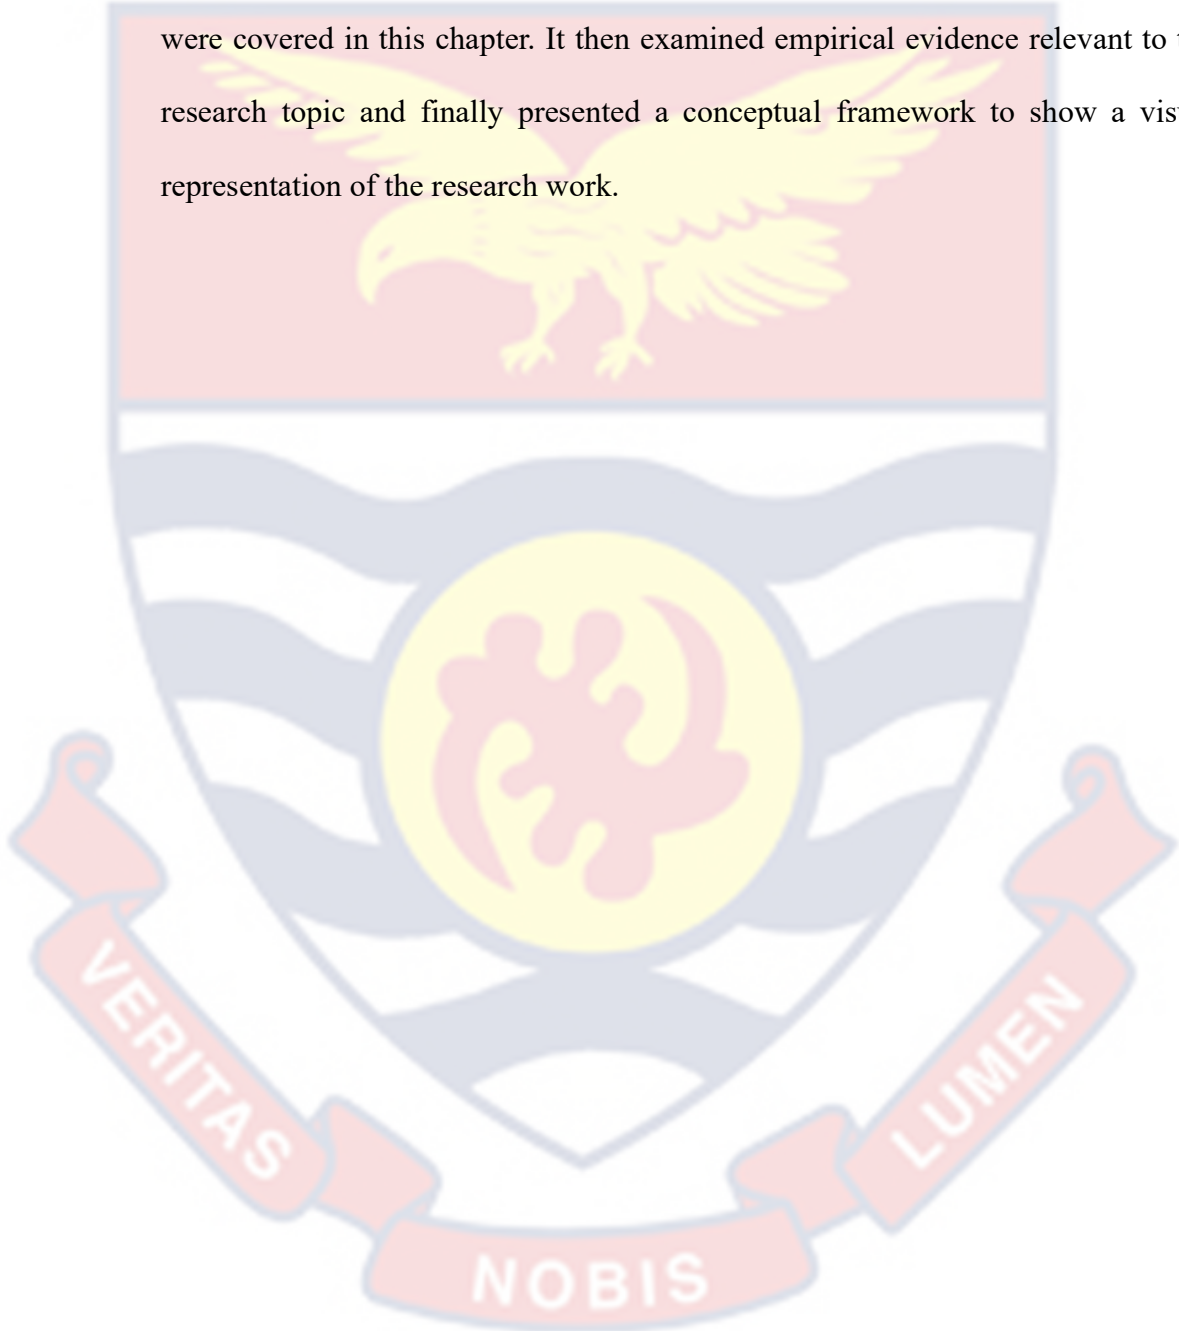 were covered in this chapter. It then examined empirical evidence relevant to
research topic and finally presented a conceptual framework to show a
representation of the research work.
VERITAS
NOBIS
LUMEN